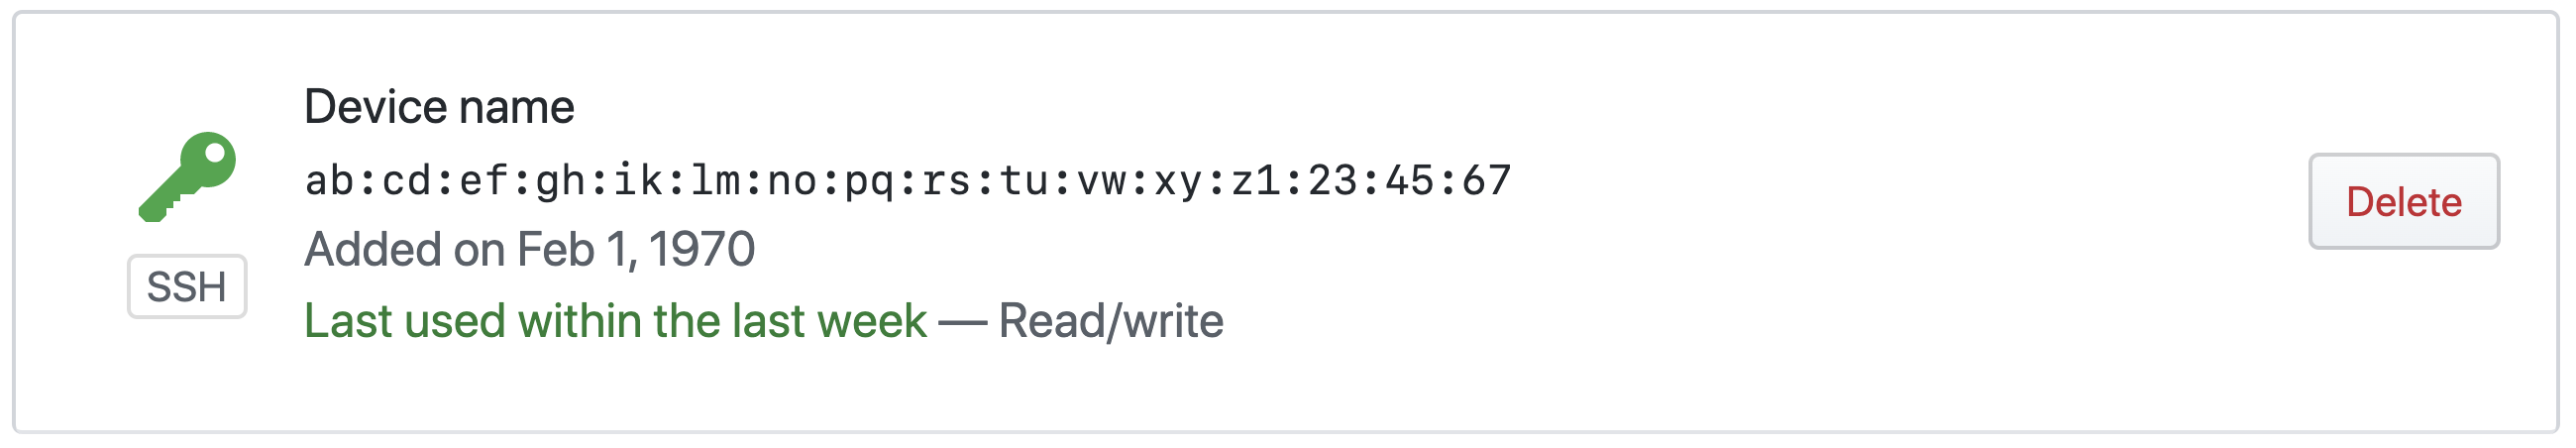 Device name
ab:cd:ef:gh:ik:lm:no:pq:rs:tu:vw:xy:z1:23:45:67
Added on Feb 1, 1970
SSH
Last used within the last week — Read/write
Delete